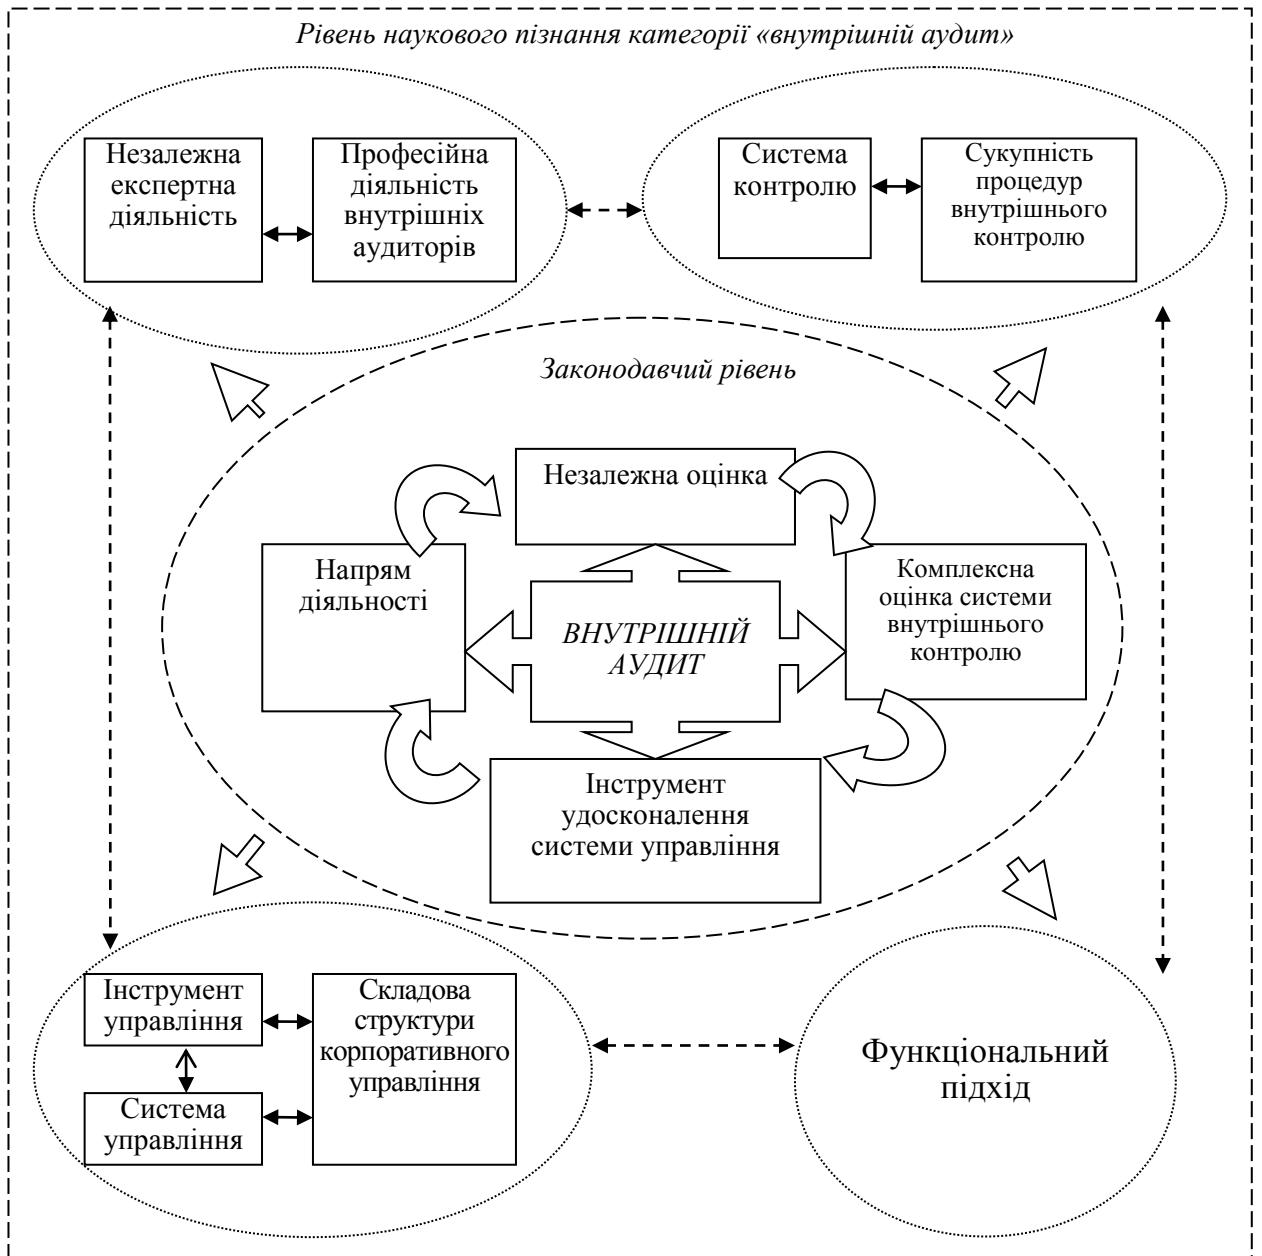 Рівень наукового пізнання категорії «внутрішній аудит»
Незалежна
експертна
діяльність
Професійна
діяльність
внутрішніх
аудиторів
Система
контролю
Сукупність
процедур
внутрішнього
контролю
Законодавчий рівень
Незалежна оцінка
Напрям
діяльності
ВНУТРІШНІЙ
АУДИТ
Комплексна
оцінка системи
внутрішнього
контролю
Інструмент
удосконалення
системи управління
Інструмент
управління
Система
управління
Складова
структури
корпоративного
управління
Функціональний
підхід